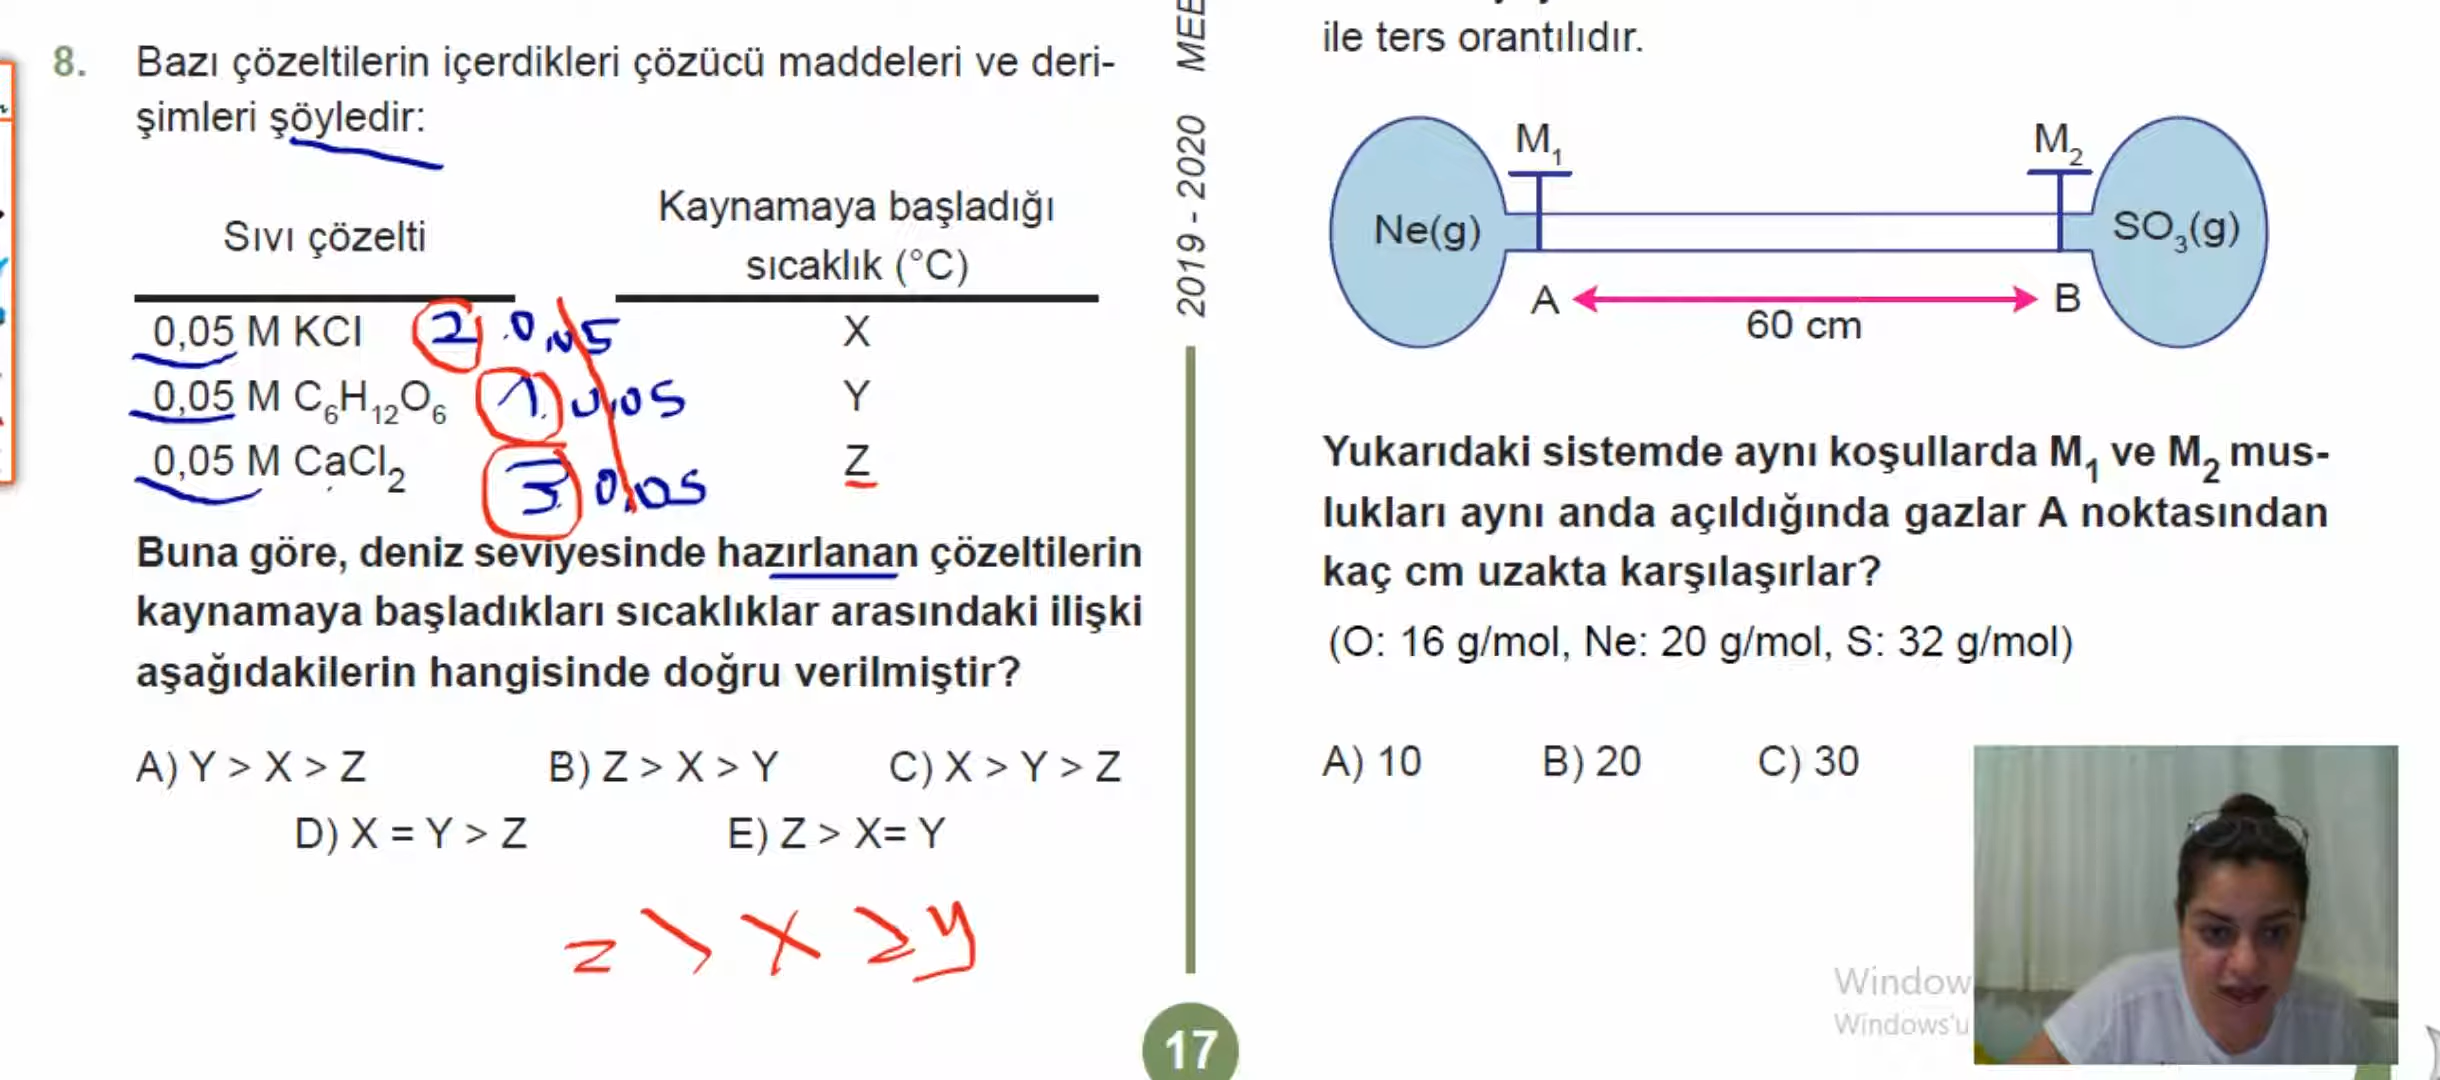 8. Bazı çözeltilerin içerdikleri çözücü maddeleri ve deri-
şimleri şöyledir:
Sıvı çözelti
Kaynamaya başladığı
sıcaklık (°C)
0,05 M KCl 2 .0,05 X
0,05 M C₆H₁₂O₆ 1. 0,05 Y
0,05 M CaCl₂ 3. 0,05 Z
Buna göre, deniz seviyesinde hazırlanan çözeltilerin
kaynamaya başladıkları sıcaklıklar arasındaki ilişki
aşağıdakilerin hangisinde doğru verilmiştir?
A) Y > X > Z B) Z > X > Y C) X > Y > Z
D) X = Y > Z E) Z > X= Y
z > x > y
2019 - 2020
17
ile ters orantılıdır.
M₁ M₂
Ne(g) SO₃(g)
A B
60 cm
Yukarıdaki sistemde aynı koşullarda M₁ ve M₂ mus-
lukları aynı anda açıldığında gazlar A noktasından
kaç cm uzakta karşılaşırlar?
(O: 16 g/mol, Ne: 20 g/mol, S: 32 g/mol)
A) 10 B) 20 C) 30
Window
Windows'u